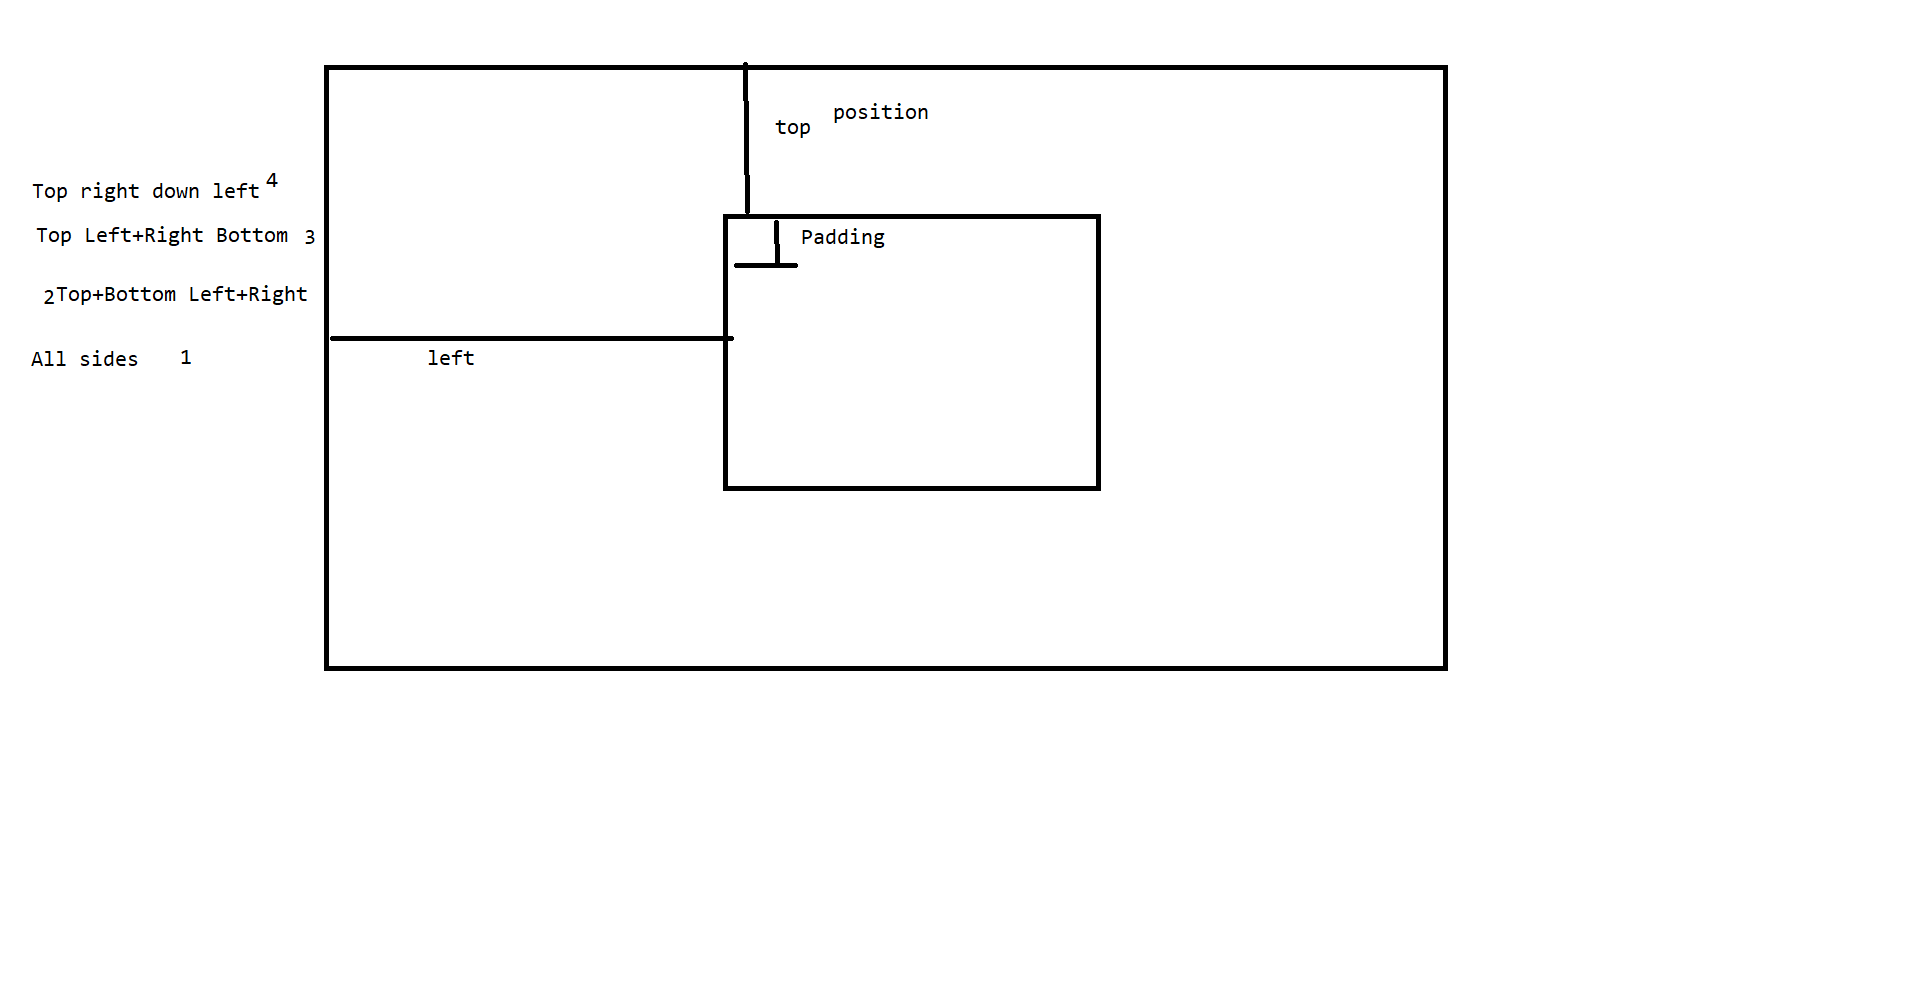 position
top
Top right down left 4
Top Left+Right Bottom 3
Padding
2Top+Bottom Left+Right
All sides 1
left